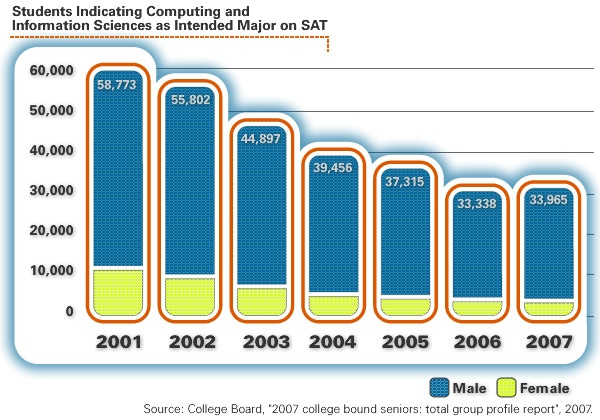 Students Indicating Computing and
Information Sciences as Intended Major on SAT
60,000
50,000
40,000
30,000
20,000
10,000
0
58,773
55,802
44,897
39,456
37,315
33,338
33,965
2001 2002 2003 2004 2005 2006 2007
Male Female
Source: College Board, "2007 college bound seniors: total group profile report", 2007.